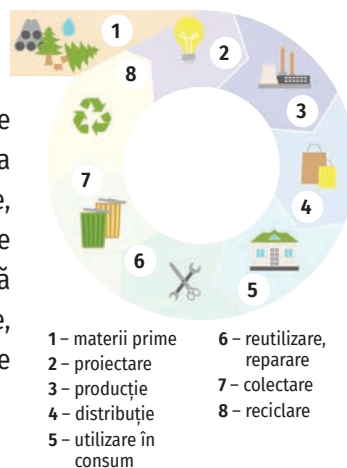 1
8
2
3
7
4
6
5
e
a
e,
e
ă
e,
e
1 – materii prime
2 – proiectare
3 – producție
4 – distribuție
5 – utilizare în
consum
6 – reutilizare,
reparare
7 – colectare
8 – reciclare